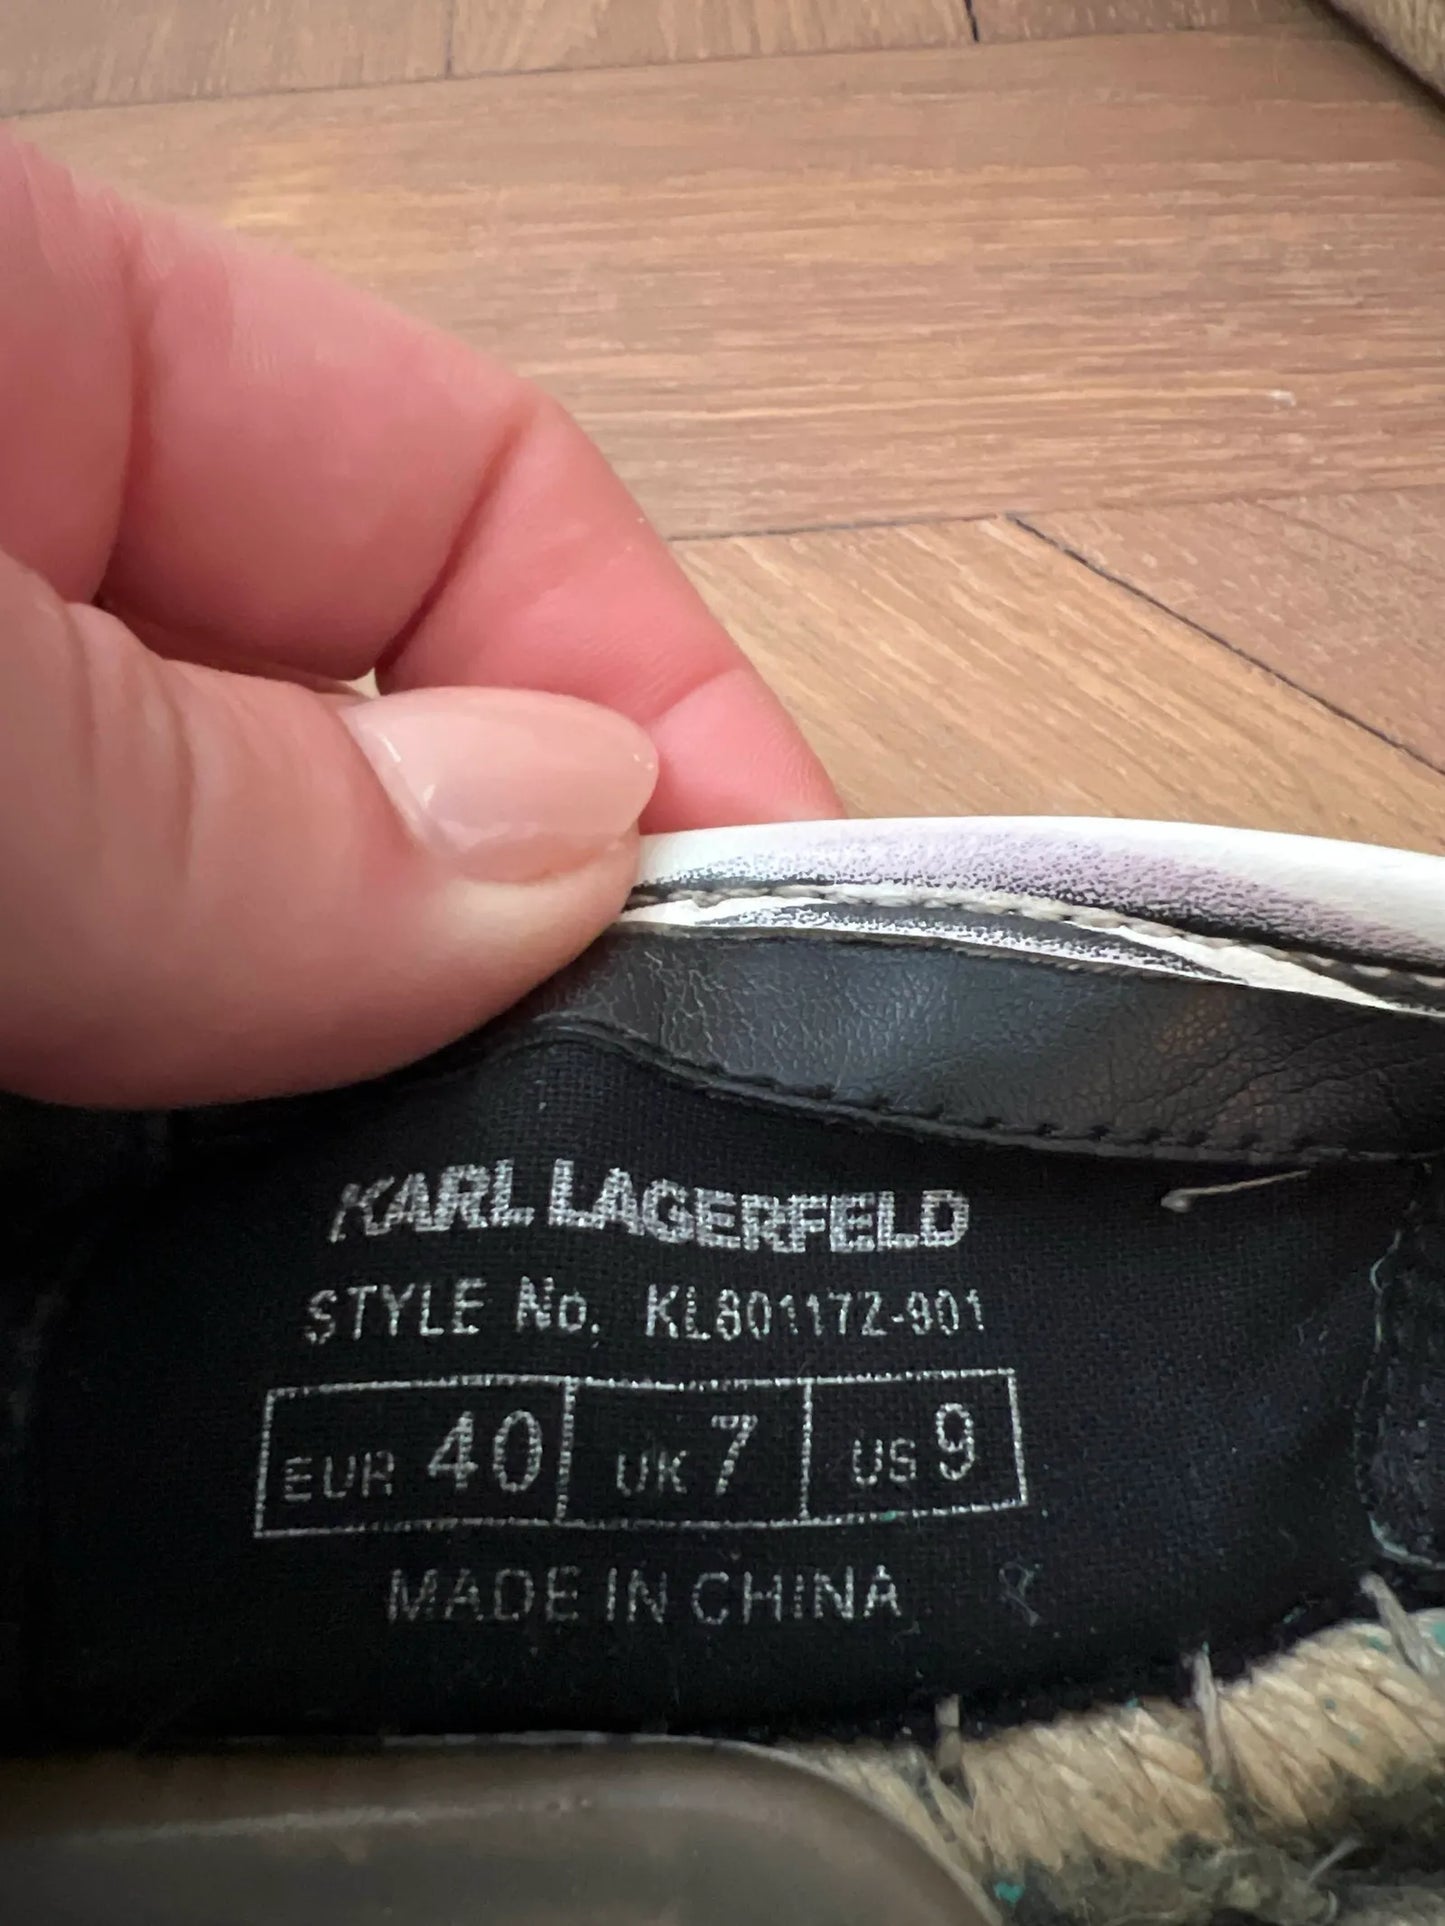 KARL LAGERFELD
STYLE No. KL80117Z-901
EUR 40 UK 7 US 9
MADE IN CHINA